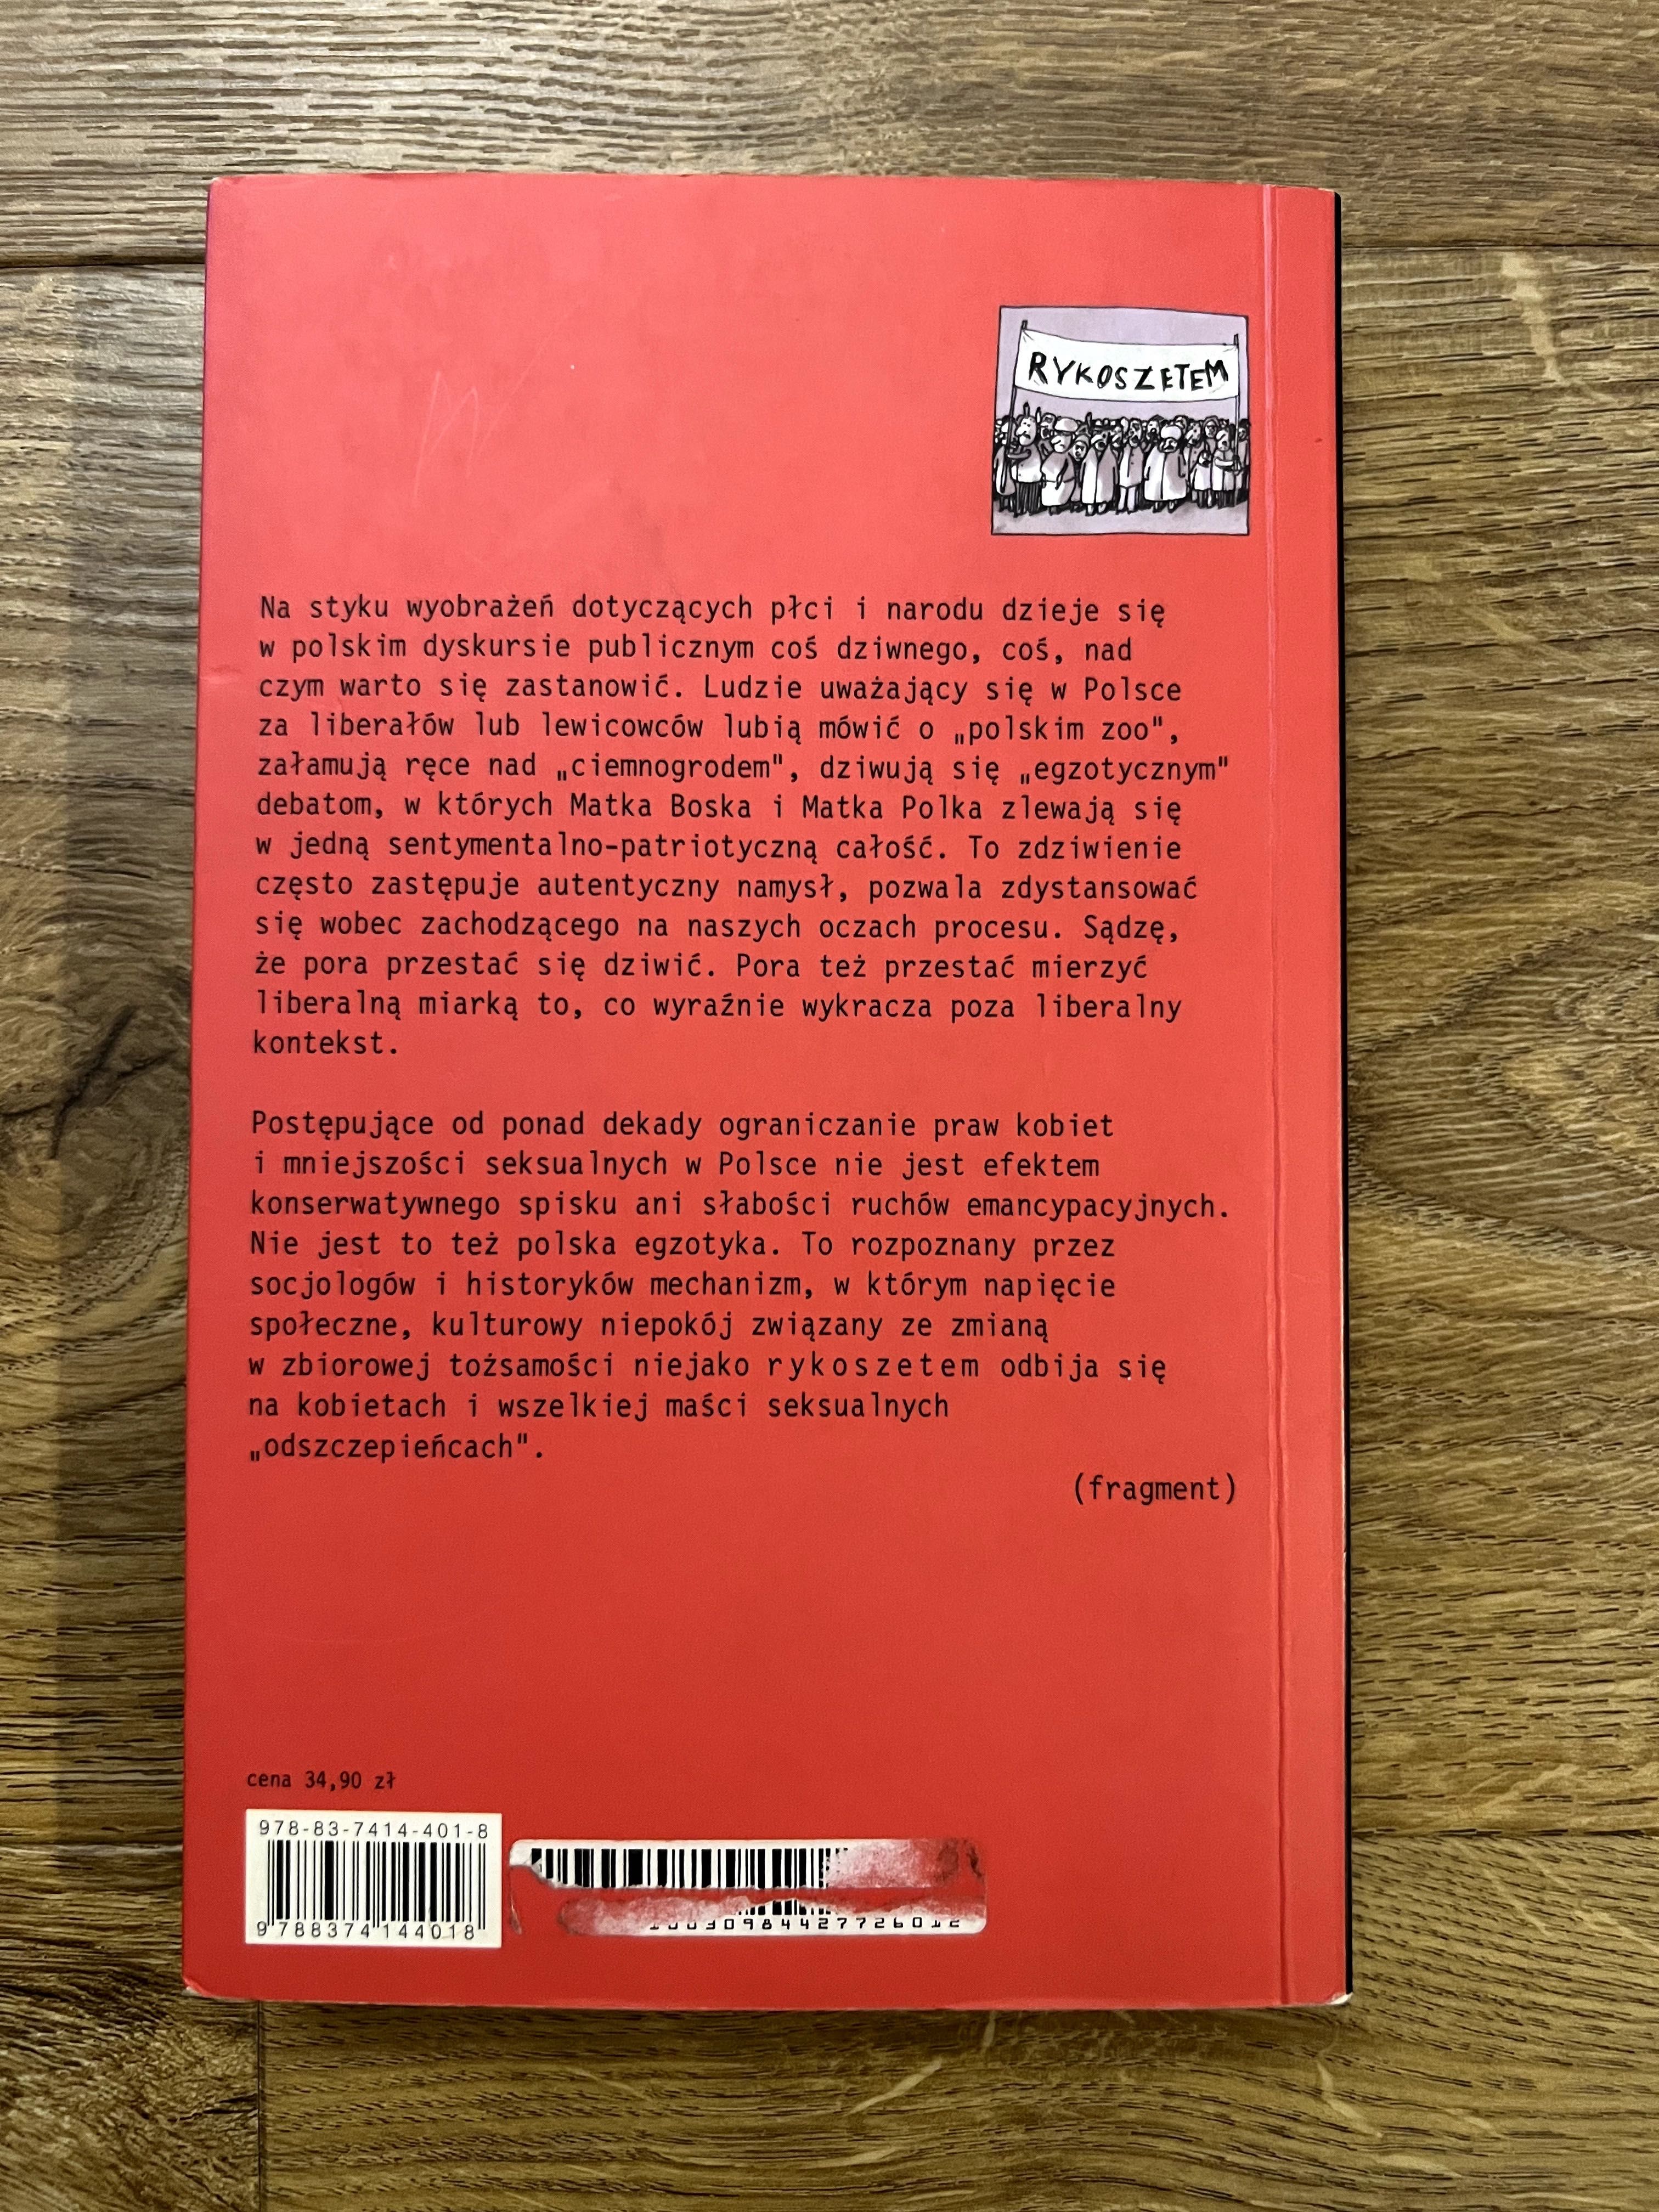 RYKOSZETEM
Na styku wyobrażeń dotyczących płci i narodu dzieje się
w polskim dyskursie publicznym coś dziwnego, coś, nad
czym warto się zastanowić. Ludzie uważający się w Polsce
za liberałów lub lewicowców lubią mówić o „polskim zoo",
załamują ręce nad „ciemnogrodem", dziwują się „egzotycznym"
debatom, w których Matka Boska i Matka Polka zlewają się
w jedną sentymentalno-patriotyczną całość. To zdziwienie
często zastępuje autentyczny namysł, pozwala zdystansować
się wobec zachodzącego na naszych oczach procesu. Sądzę,
że pora przestać się dziwić. Pora też przestać mierzyć
liberalną miarką to, co wyraźnie wykracza poza liberalny
kontekst.
Postępujące od ponad dekady ograniczanie praw kobiet
i mniejszości seksualnych w Polsce nie jest efektem
konserwatywnego spisku ani słabości ruchów emancypacyjnych.
Nie jest to też polska egzotyka. To rozpoznany przez
socjologów i historyków mechanizm, w którym napięcie
społeczne, kulturowy niepokój związany ze zmianą
w zbiorowej tożsamości niejako rykoszetem odbija się
na kobietach i wszelkiej maści seksualnych
„odszczepieńcach".
(fragment)
cena 34,90 zł
978-83-7414-401-8
9 788374 144018